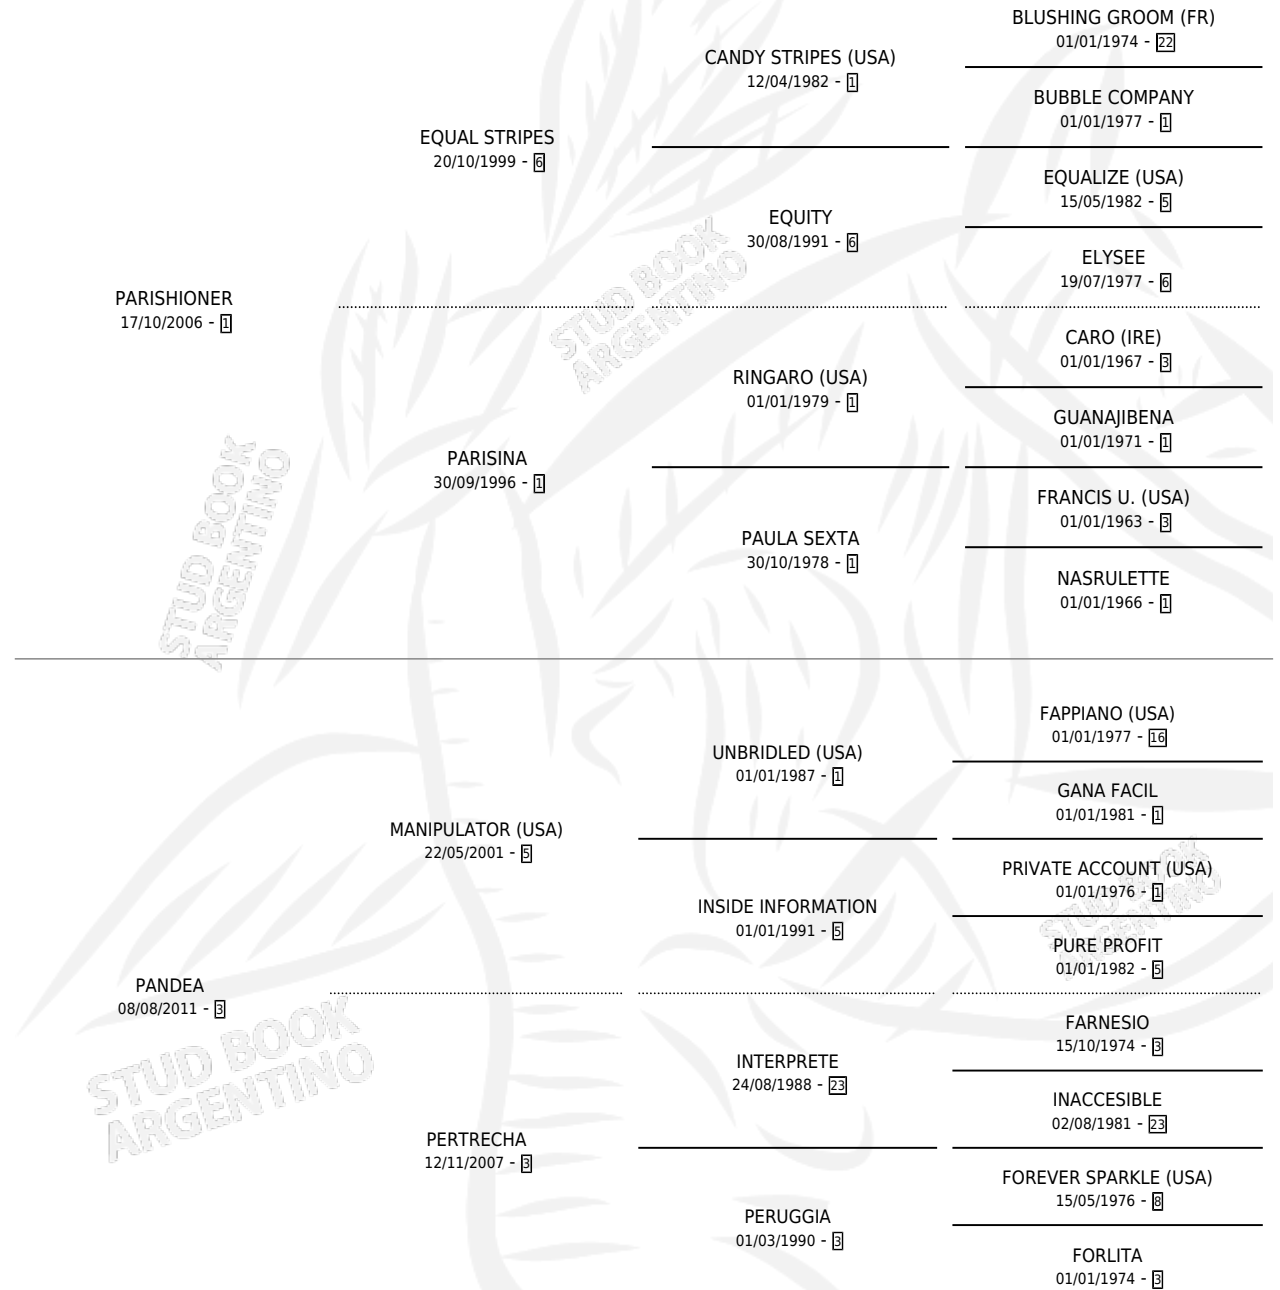 BLUSHING GROOM (FR)
01/01/1974 - 22
CANDY STRIPES (USA)
12/04/1982 - 1
BUBBLE COMPANY
01/01/1977 - 1
EQUAL STRIPES
20/10/1999 - 6
EQUALIZE (USA)
15/05/1982 - 5
EQUITY
30/08/1991 - 6
ELYSEE
19/07/1977 - 6
PARISHIONER
17/10/2006 - 1
CARO (IRE)
01/01/1967 - 3
RINGARO (USA)
01/01/1979 - 1
GUANAJIBENA
01/01/1971 - 1
PARISINA
30/09/1996 - 1
FRANCIS U. (USA)
01/01/1963 - 3
PAULA SEXTA
30/10/1978 - 1
NASRULETTE
01/01/1966 - 1
STUD BOOK
ARGENTINO
STUD BOOK
ARGENTINO
FAPPIANO (USA)
01/01/1977 - 16
UNBRIDLED (USA)
01/01/1987 - 1
GANA FACIL
01/01/1981 - 1
MANIPULATOR (USA)
22/05/2001 - 5
PRIVATE ACCOUNT (USA)
01/01/1976 - 1
INSIDE INFORMATION
01/01/1991 - 5
PURE PROFIT
01/01/1982 - 5
STUD BOOK
ARGENTINO
PANDEA
08/08/2011 - 3
FARNESIO
15/10/1974 - 3
INTERPRETE
24/08/1988 - 23
INACCESIBLE
02/08/1981 - 23
PERTRECHA
12/11/2007 - 3
FOREVER SPARKLE (USA)
15/05/1976 - 8
PERUGGIA
01/03/1990 - 3
FORLITA
01/01/1974 - 3
STUD BOOK
ARGENTINO